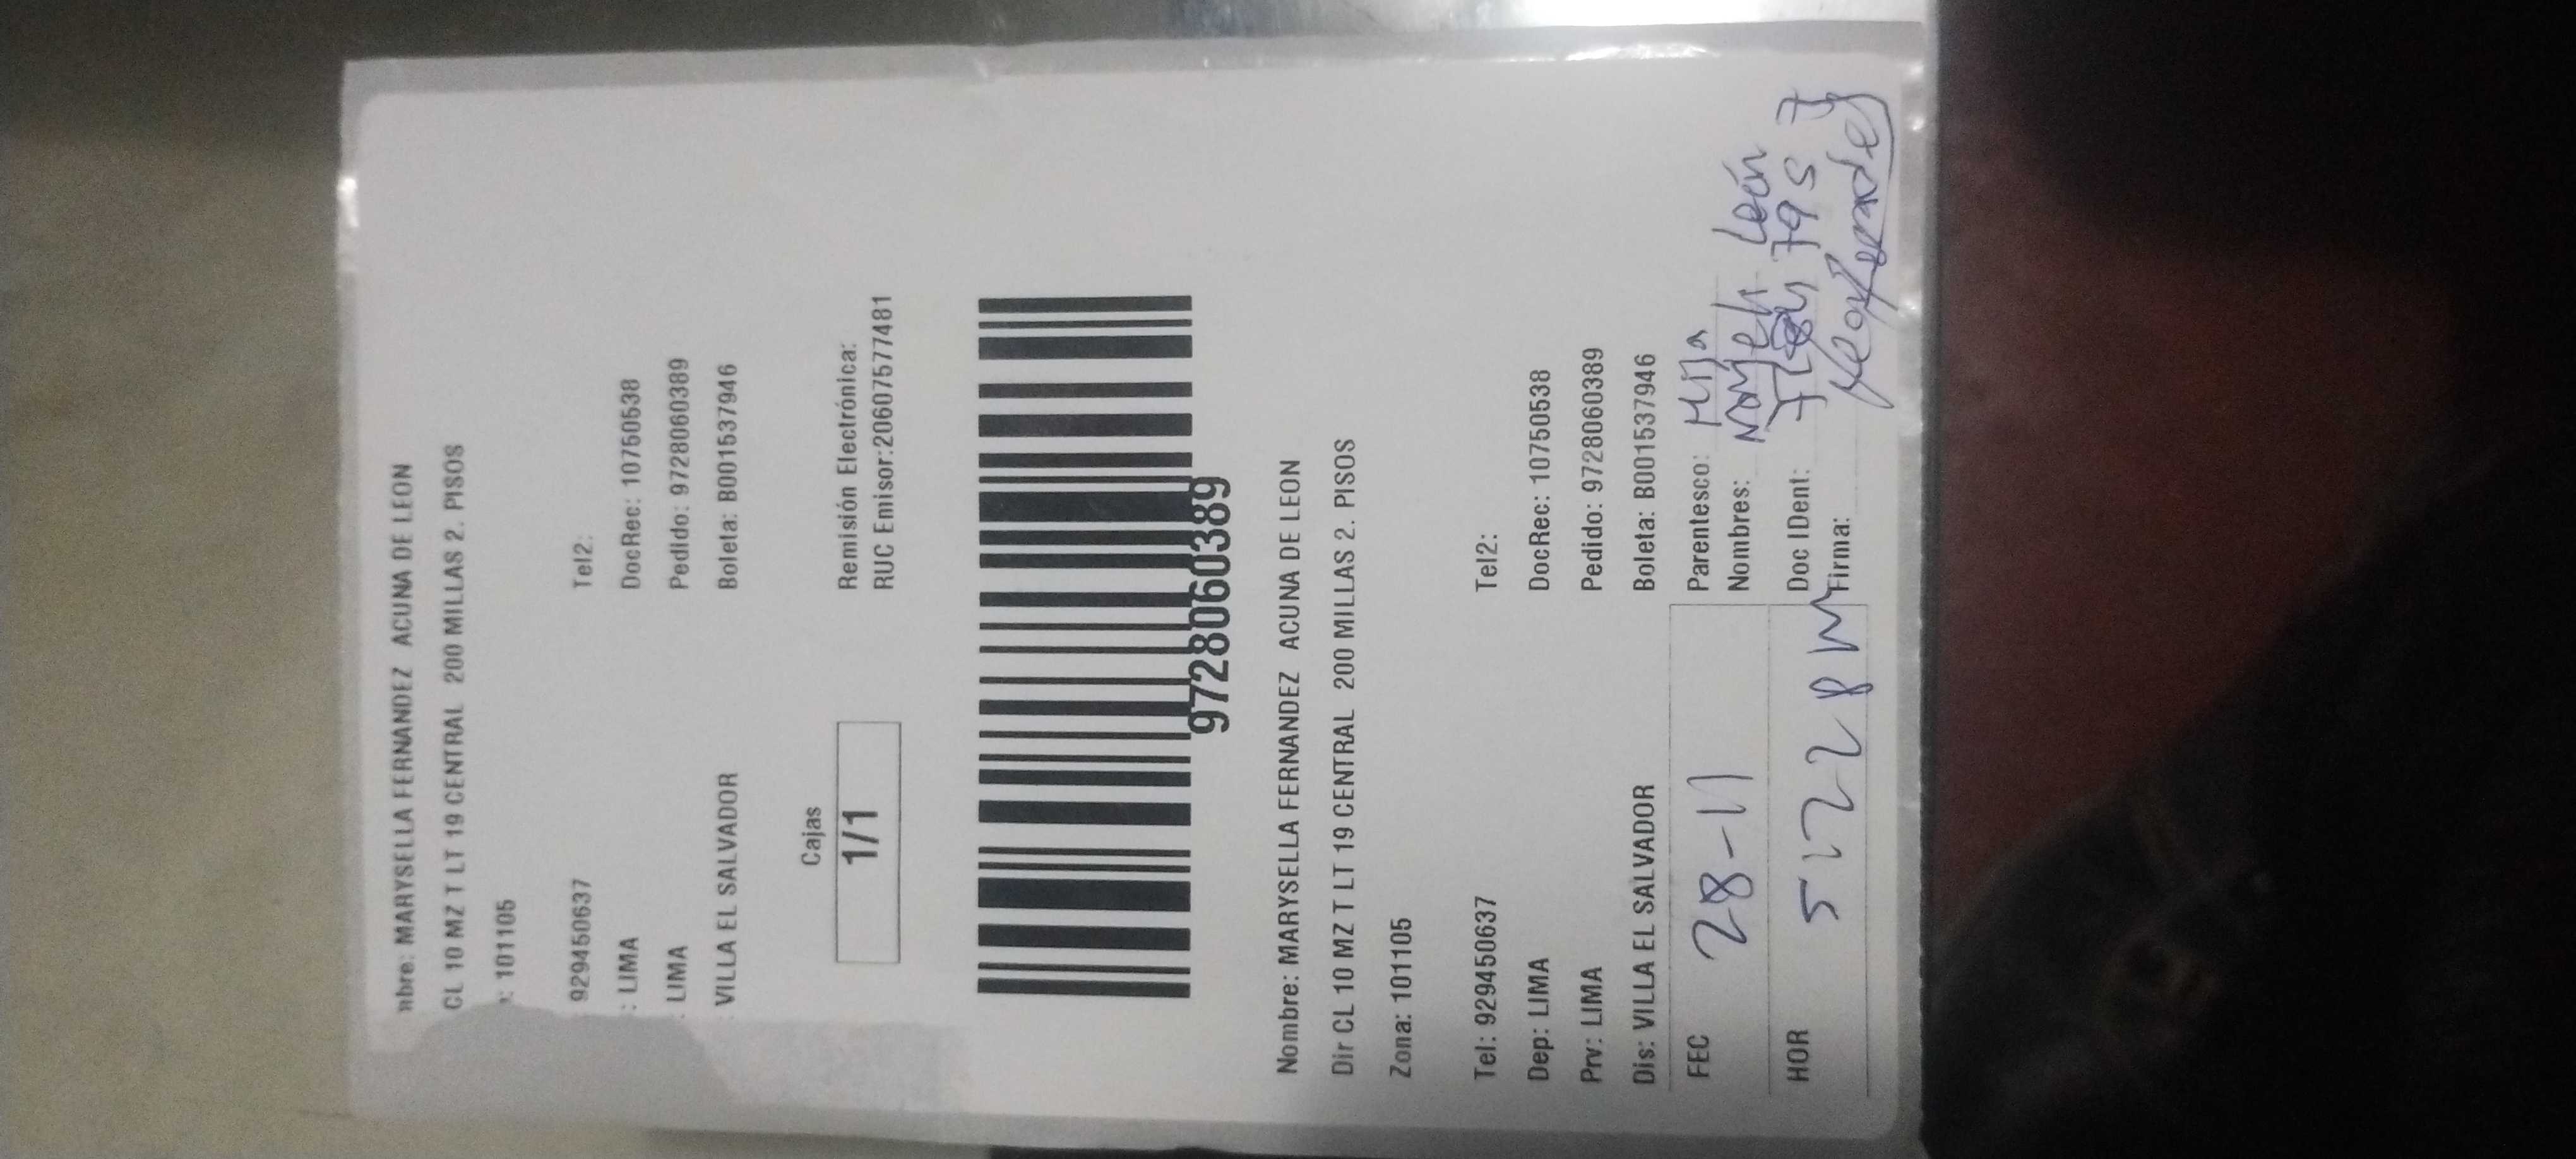 nbre: MARYSELLA FERNANDEZ ACUNA DE LEON
CL 10 MZ T LT 19 CENTRAL 200 MILLAS 2. PISOS
: 101105
929450637 Tel2:
: LIMA DocRec: 10750538
: LIMA Pedido: 9728060389
: VILLA EL SALVADOR Boleta: B001537946
Cajas
1/1
Remisión Electrónica:
RUC Emisor:20607577481
9728060389
Nombre: MARYSELLA FERNANDEZ ACUNA DE LEON
Dir CL 10 MZ T LT 19 CENTRAL 200 MILLAS 2. PISOS
Zona: 101105
Tel: 929450637 Tel2:
Dep: LIMA DocRec: 10750538
Prv: LIMA Pedido: 9728060389
Dis: VILLA EL SALVADOR Boleta: B001537946
FEC 28-11 Parentesco: Hija
Nombres: León
HOR Doc IDent:
Firma: